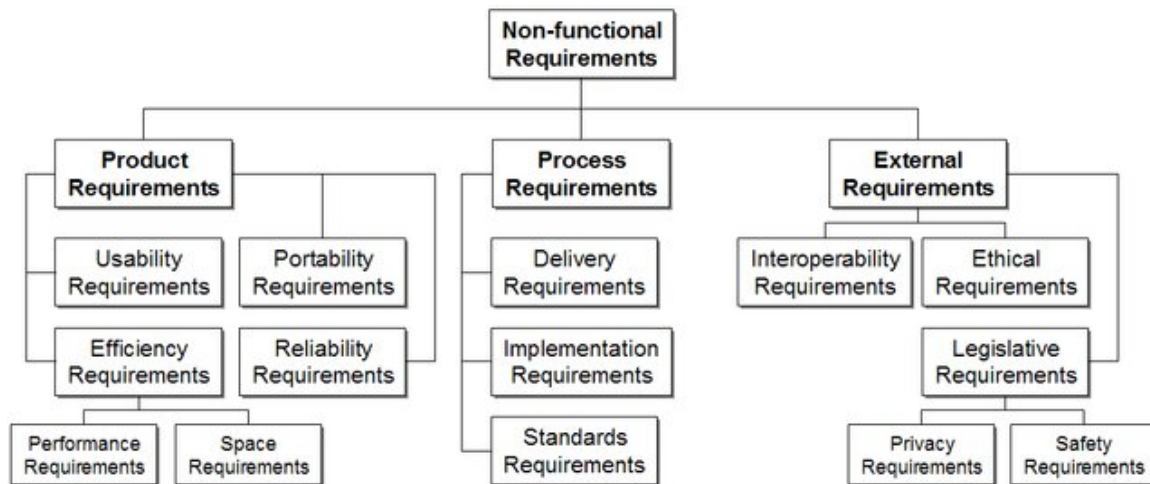 Non-functional
Requirements
Product
Requirements
Process
Requirements
External
Requirements
Usability
Requirements
Portability
Requirements
Delivery
Requirements
Interoperability
Requirements
Ethical
Requirements
Efficiency
Requirements
Reliability
Requirements
Implementation
Requirements
Legislative
Requirements
Performance
Requirements
Space
Requirements
Standards
Requirements
Privacy
Requirements
Safety
Requirements